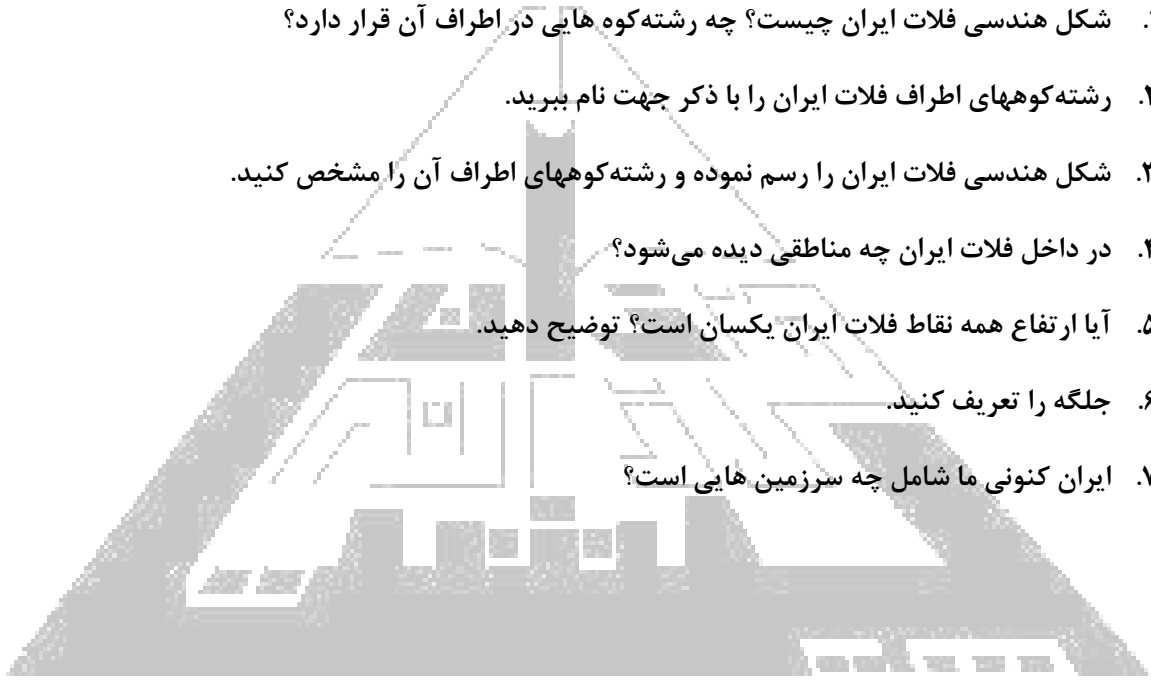 ۱. شکل هندسی فلات ایران چیست؟ چه رشته‌کوه هایی در اطراف آن قرار دارد؟
۲. رشته‌کوههای اطراف فلات ایران را با ذکر جهت نام ببرید.
۳. شکل هندسی فلات ایران را رسم نموده و رشته‌کوههای اطراف آن را مشخص کنید.
۴. در داخل فلات ایران چه مناطقی دیده می‌شود؟
۵. آیا ارتفاع همه نقاط فلات ایران یکسان است؟ توضیح دهید.
۶. جلگه را تعریف کنید.
۷. ایران کنونی ما شامل چه سرزمین هایی است؟